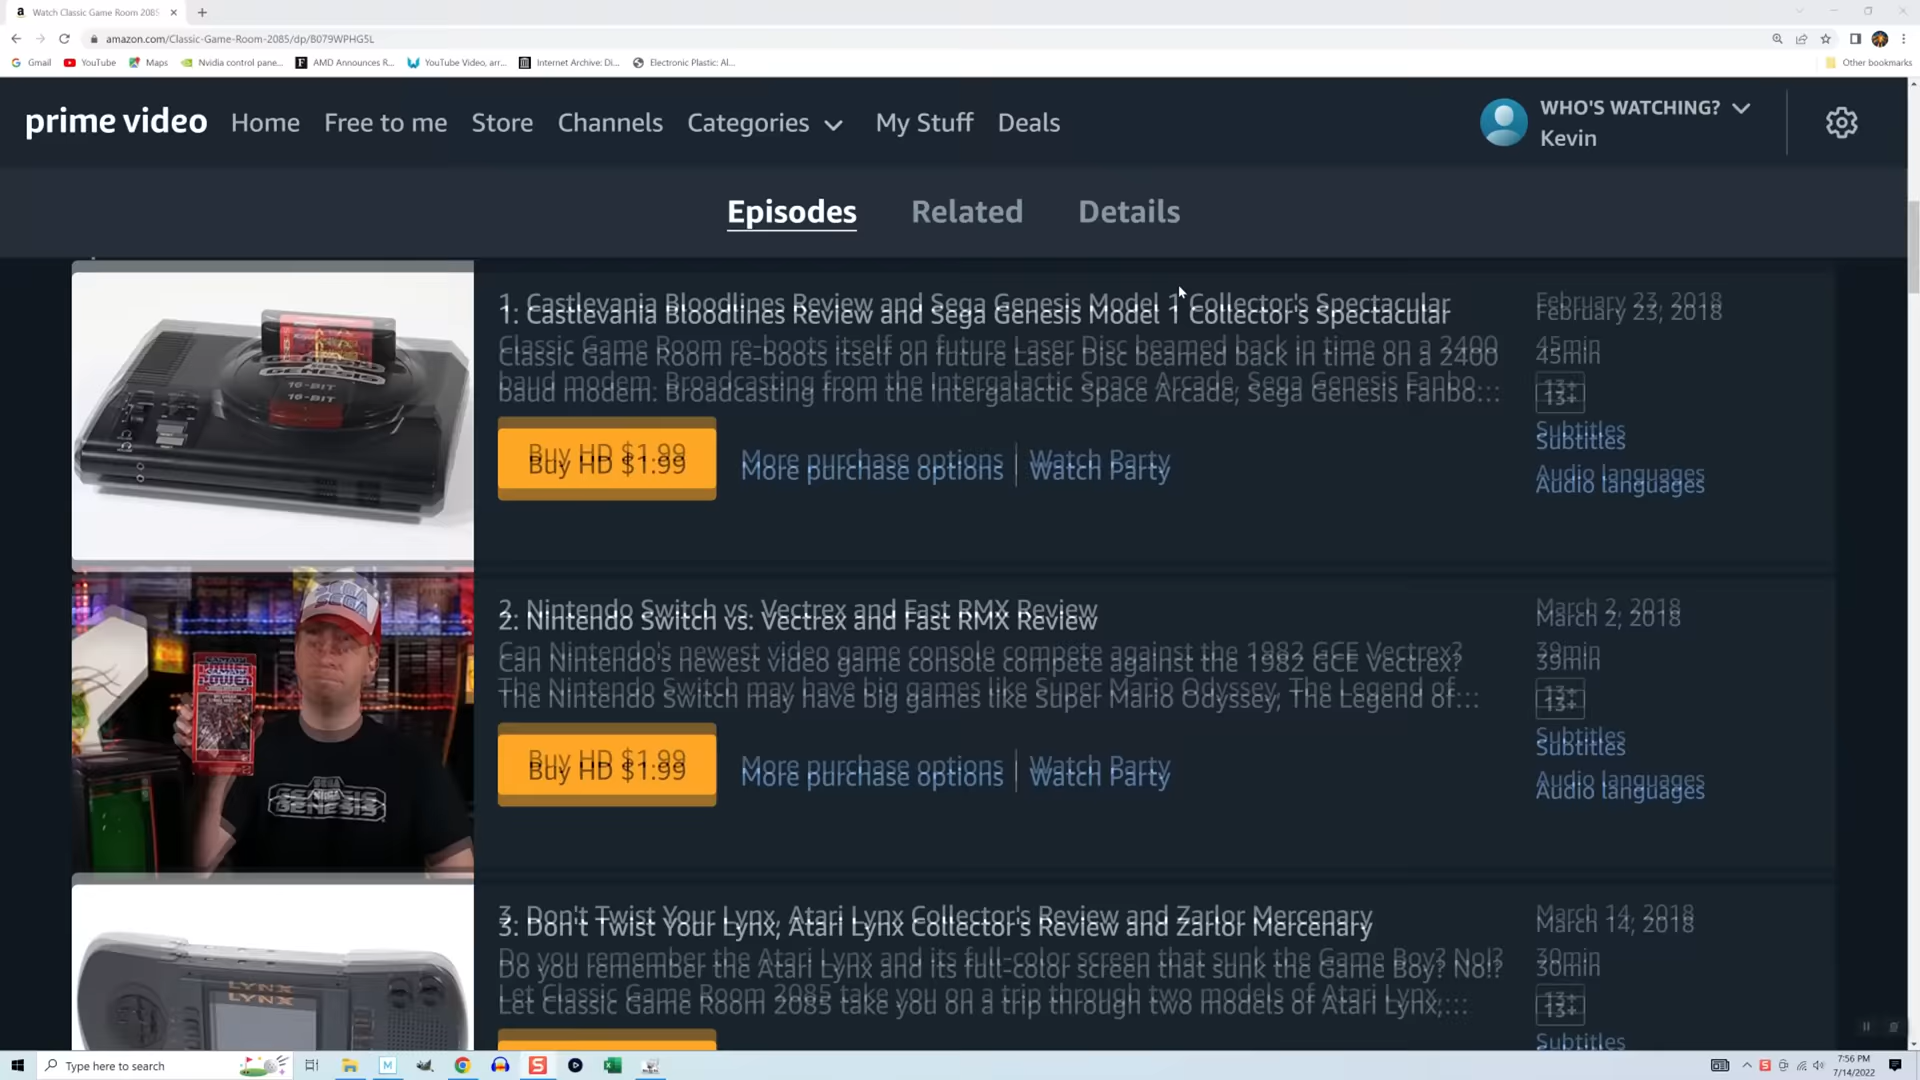 Watch Classic Game Room 2085
amazon.com/Classic-Game-Room-2085/dp/B079WPHG5L
Gmail YouTube Maps Nvidia control pane... AMD Announces R... YouTube Video, arr... Internet Archive: Di... Electronic Plastic: Al... Other bookmarks
prime video Home Free to me Store Channels Categories My Stuff Deals
WHO'S WATCHING?
Kevin
Episodes Related Details
1. Castlevania Bloodlines Review and Sega Genesis Model 1 Collector's Spectacular
Classic Game Room re-boots itself on future Laser Disc beamed back in time on a 2400
baud modem. Broadcasting from the Intergalactic Space Arcade, Sega Genesis Fanbo...
Buy HD $1.99 More purchase options Watch Party
February 23, 2018
45min
13+
Subtitles
Audio languages
GENESIS
16-BIT
2. Nintendo Switch vs. Vectrex and Fast RMX Review
Can Nintendo's newest video game console compete against the 1982 GCE Vectrex?
The Nintendo Switch may have big games like Super Mario Odyssey, The Legend of...
Buy HD $1.99 More purchase options Watch Party
March 2, 2018
39min
13+
Subtitles
Audio languages
SEGA
GENESIS
3. Don't Twist Your Lynx, Atari Lynx Collector's Review and Zarlor Mercenary
Do you remember the Atari Lynx and its full-color screen that sunk the Game Boy? No!?
Let Classic Game Room 2085 take you on a trip through two models of Atari Lynx,...
March 14, 2018
30min
13+
Subtitles
LYNX
Type here to search
7:56 PM
7/14/2022